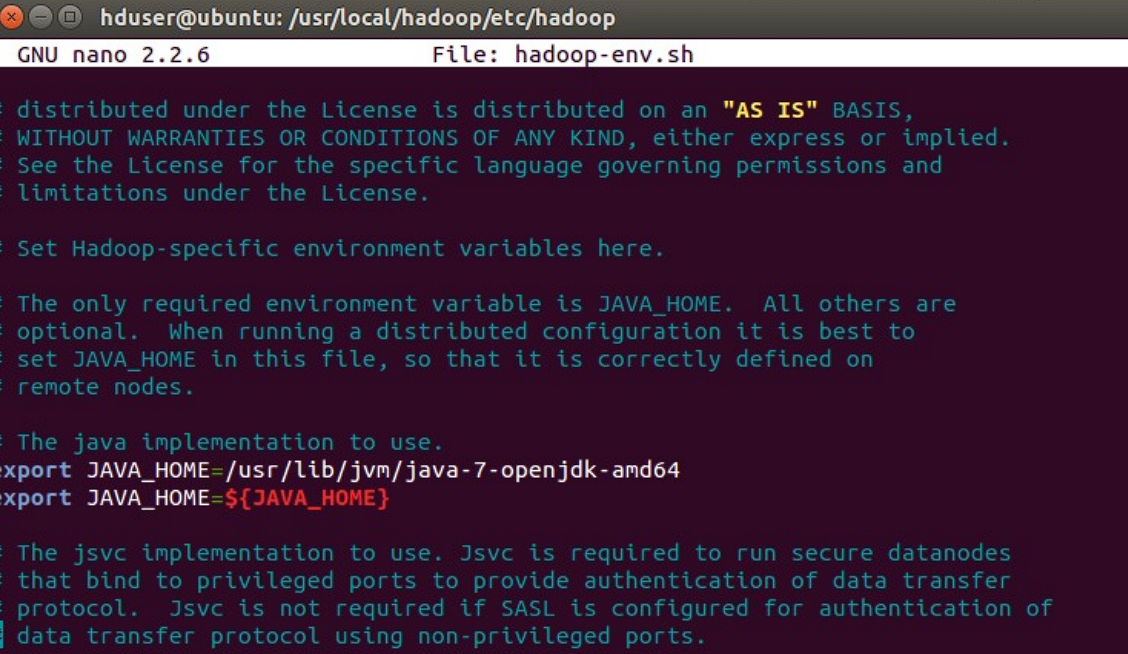 hduser@ubuntu: /usr/local/hadoop/etc/hadoop
GNU nano 2.2.6 File: hadoop-env.sh
# distributed under the License is distributed on an "AS IS" BASIS,
# WITHOUT WARRANTIES OR CONDITIONS OF ANY KIND, either express or implied.
# See the License for the specific language governing permissions and
# limitations under the License.
# Set Hadoop-specific environment variables here.
# The only required environment variable is JAVA_HOME.  All others are
# optional.  When running a distributed configuration it is best to
# set JAVA_HOME in this file, so that it is correctly defined on
# remote nodes.
# The java implementation to use.
export JAVA_HOME=/usr/lib/jvm/java-7-openjdk-amd64
export JAVA_HOME=${JAVA_HOME}
# The jsvc implementation to use. Jsvc is required to run secure datanodes
# that bind to privileged ports to provide authentication of data transfer
# protocol.  Jsvc is not required if SASL is configured for authentication of
# data transfer protocol using non-privileged ports.